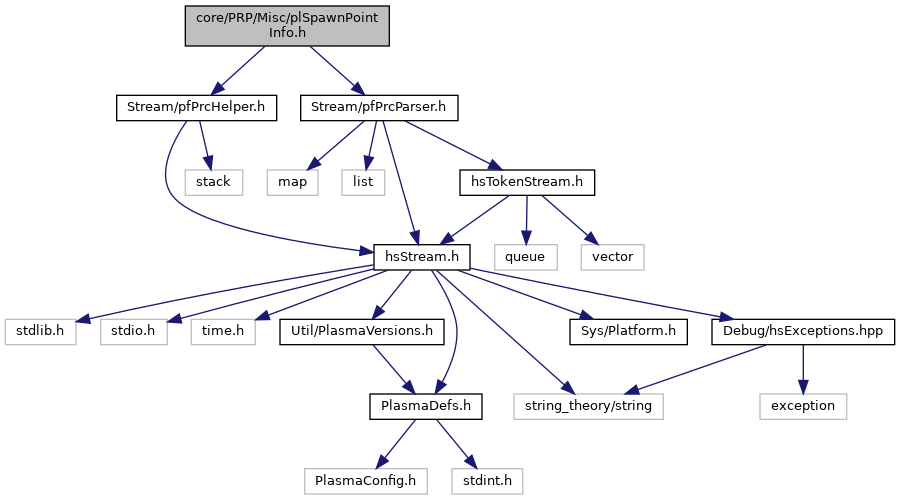 core/PRP/Misc/plSpawnPoint
Info.h
Stream/pfPrcHelper.h
Stream/pfPrcParser.h
stack
map
list
hsTokenStream.h
hsStream.h
queue
vector
stdlib.h
stdio.h
time.h
Util/PlasmaVersions.h
Sys/Platform.h
Debug/hsExceptions.hpp
PlasmaDefs.h
string_theory/string
exception
PlasmaConfig.h
stdint.h